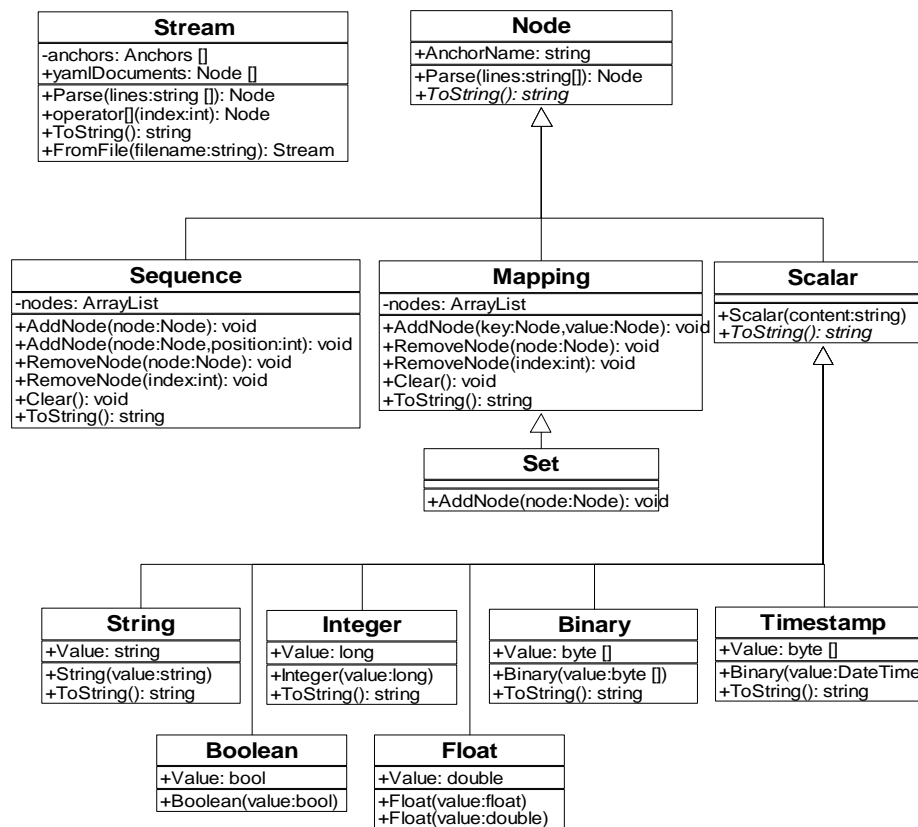 Stream
-anchors: Anchors []
+yamlDocuments: Node []
+Parse(lines:string []): Node
+operator[](index:int): Node
+ToString(): string
+FromFile(filename:string): Stream
Node
+AnchorName: string
+Parse(lines:string[]): Node
+ToString(): string
Sequence
-nodes: ArrayList
+AddNode(node:Node): void
+AddNode(node:Node,position:int): void
+RemoveNode(node:Node): void
+RemoveNode(index:int): void
+Clear(): void
+ToString(): string
Mapping
-nodes: ArrayList
+AddNode(key:Node,value:Node): void
+RemoveNode(node:Node): void
+RemoveNode(index:int): void
+Clear(): void
+ToString(): string
Scalar
+Scalar(content:string)
+ToString(): string
Set
+AddNode(node:Node): void
String
+Value: string
+String(value:string)
+ToString(): string
Integer
+Value: long
+Integer(value:long)
+ToString(): string
Binary
+Value: byte []
+Binary(value:byte [])
+ToString(): string
Timestamp
+Value: byte []
+Binary(value:DateTime
+ToString(): string
Boolean
+Value: bool
+Boolean(value:bool)
Float
+Value: double
+Float(value:float)
+Float(value:double)